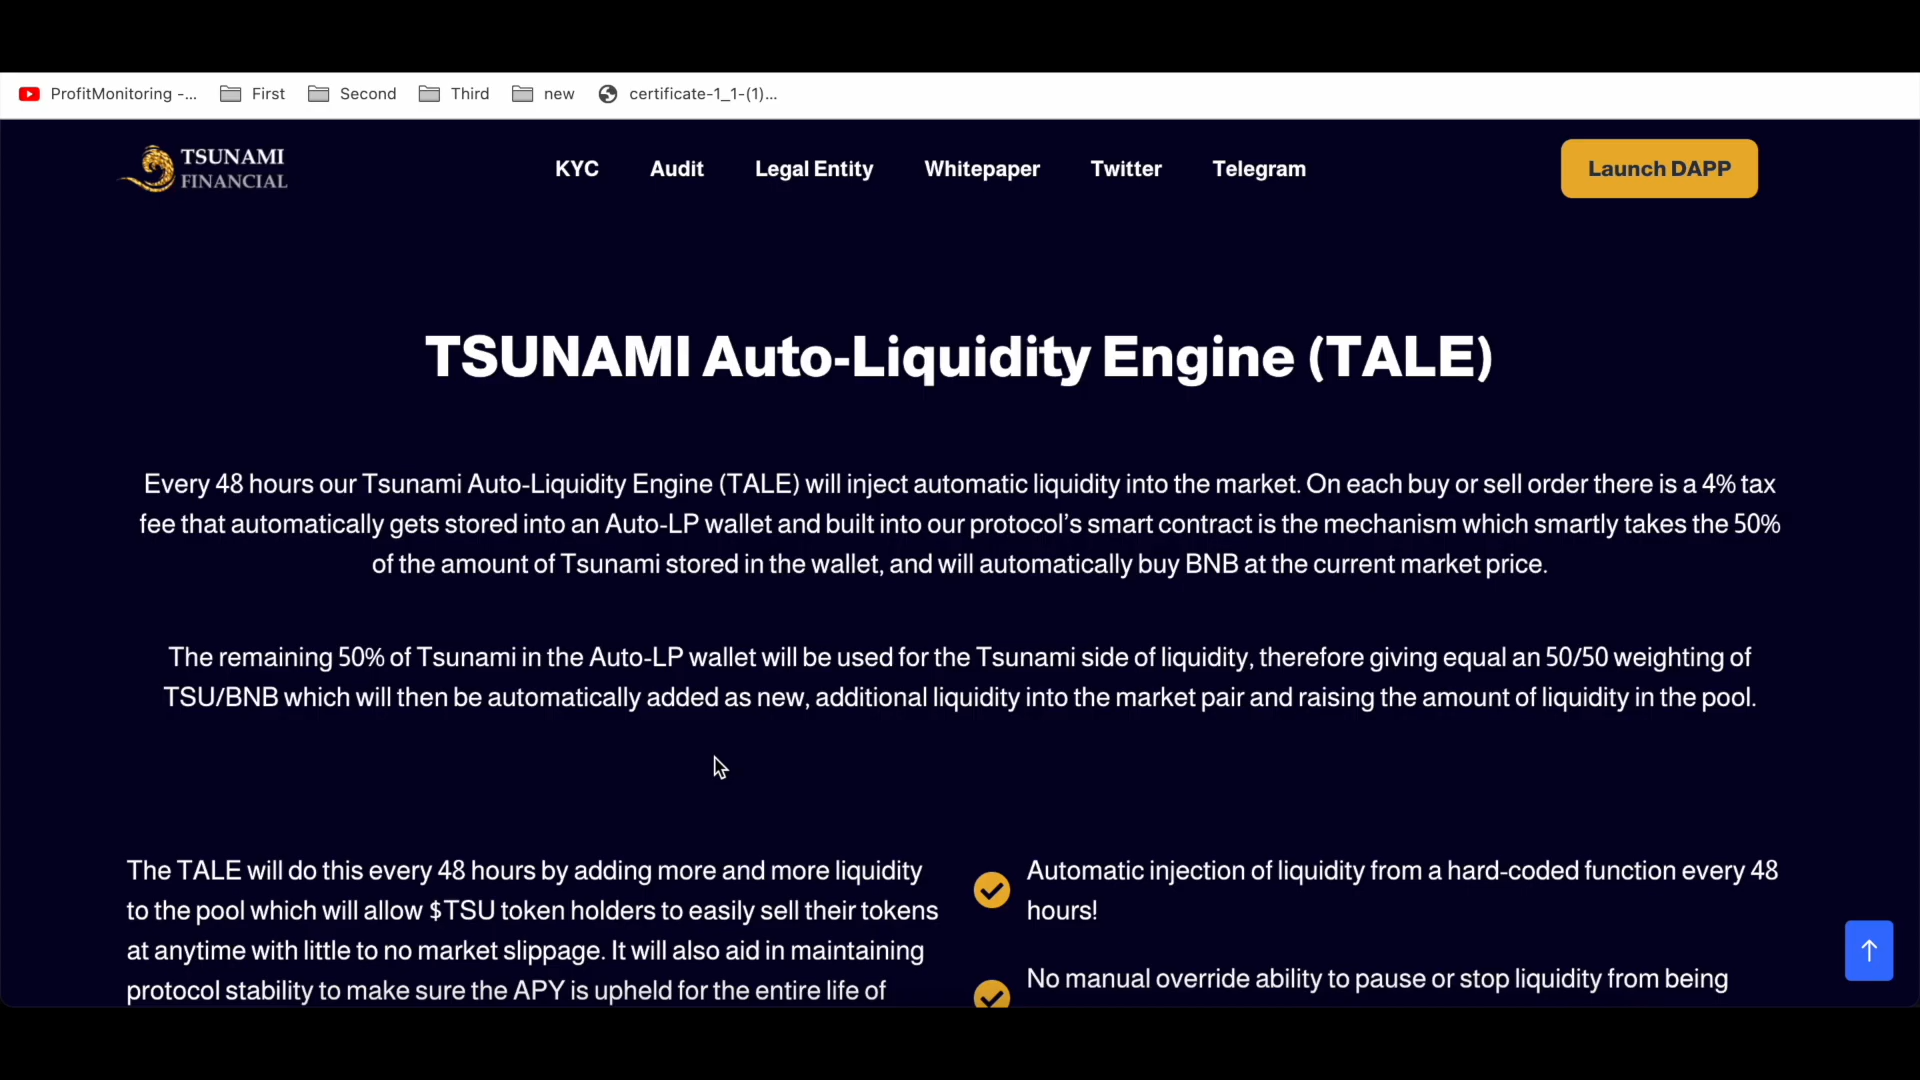 ProfitMonitoring -...
First
Second
Third
new
certificate-1_1-(1)...
TSUNAMI
FINANCIAL
KYC
Audit
Legal Entity
Whitepaper
Twitter
Telegram
Launch DAPP
TSUNAMI Auto-Liquidity Engine (TALE)
Every 48 hours our Tsunami Auto-Liquidity Engine (TALE) will inject automatic liquidity into the market. On each buy or sell order there is a 4% tax
fee that automatically gets stored into an Auto-LP wallet and built into our protocol’s smart contract is the mechanism which smartly takes the 50%
of the amount of Tsunami stored in the wallet, and will automatically buy BNB at the current market price.
The remaining 50% of Tsunami in the Auto-LP wallet will be used for the Tsunami side of liquidity, therefore giving equal an 50/50 weighting of
TSU/BNB which will then be automatically added as new, additional liquidity into the market pair and raising the amount of liquidity in the pool.
The TALE will do this every 48 hours by adding more and more liquidity
to the pool which will allow $TSU token holders to easily sell their tokens
at anytime with little to no market slippage. It will also aid in maintaining
protocol stability to make sure the APY is upheld for the entire life of
Automatic injection of liquidity from a hard-coded function every 48
hours!
No manual override ability to pause or stop liquidity from being